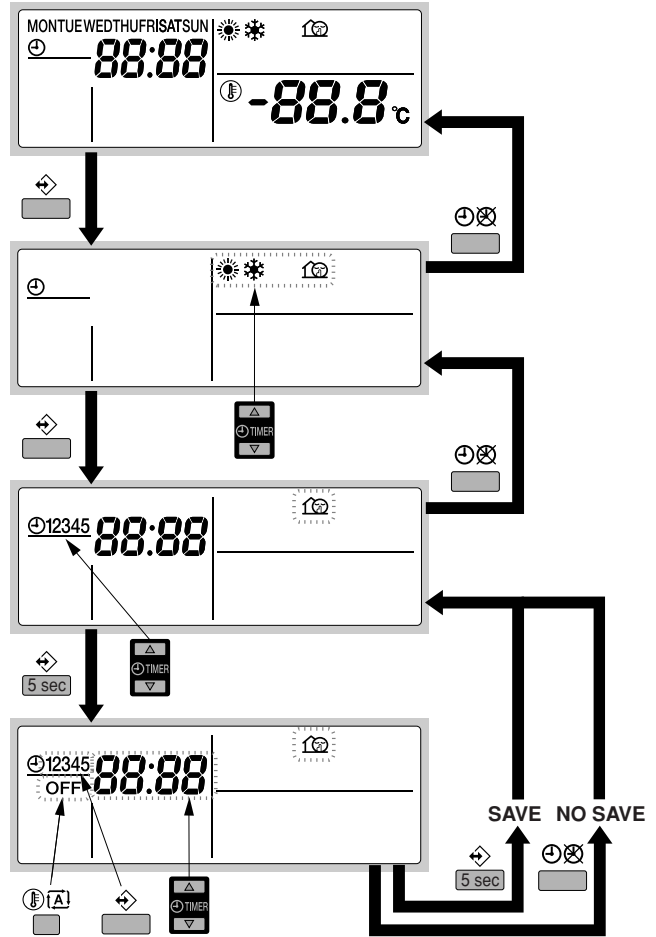 MONTUEWEDTHUFRISATSUN
88:88
-88.8 °C
TIMER
12345 88:88
5 sec
TIMER
12345 88:88
OFF
SAVE NO SAVE
5 sec
A
TIMER